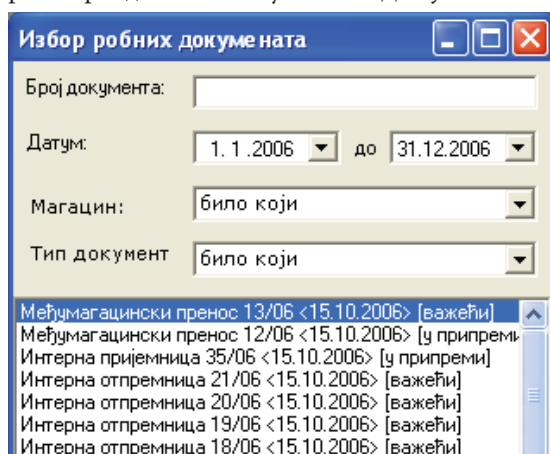 Избор робних докумената
Број документа:
Датум: 1. 1 .2006 до 31.12.2006
Магацин: било који
Тип документ било који
Међумагацински пренос 13/06 <15.10.2006> [важећи]
Међумагацински пренос 12/06 <15.10.2006> [у припреми
Интерна пријемница 35/06 <15.10.2006> [у припреми]
Интерна отпремница 21/06 <15.10.2006> [важећи]
Интерна отпремница 20/06 <15.10.2006> [важећи]
Интерна отпремница 19/06 <15.10.2006> [важећи]
Интерна отпремница 18/06 <15.10.2006> [важећи]